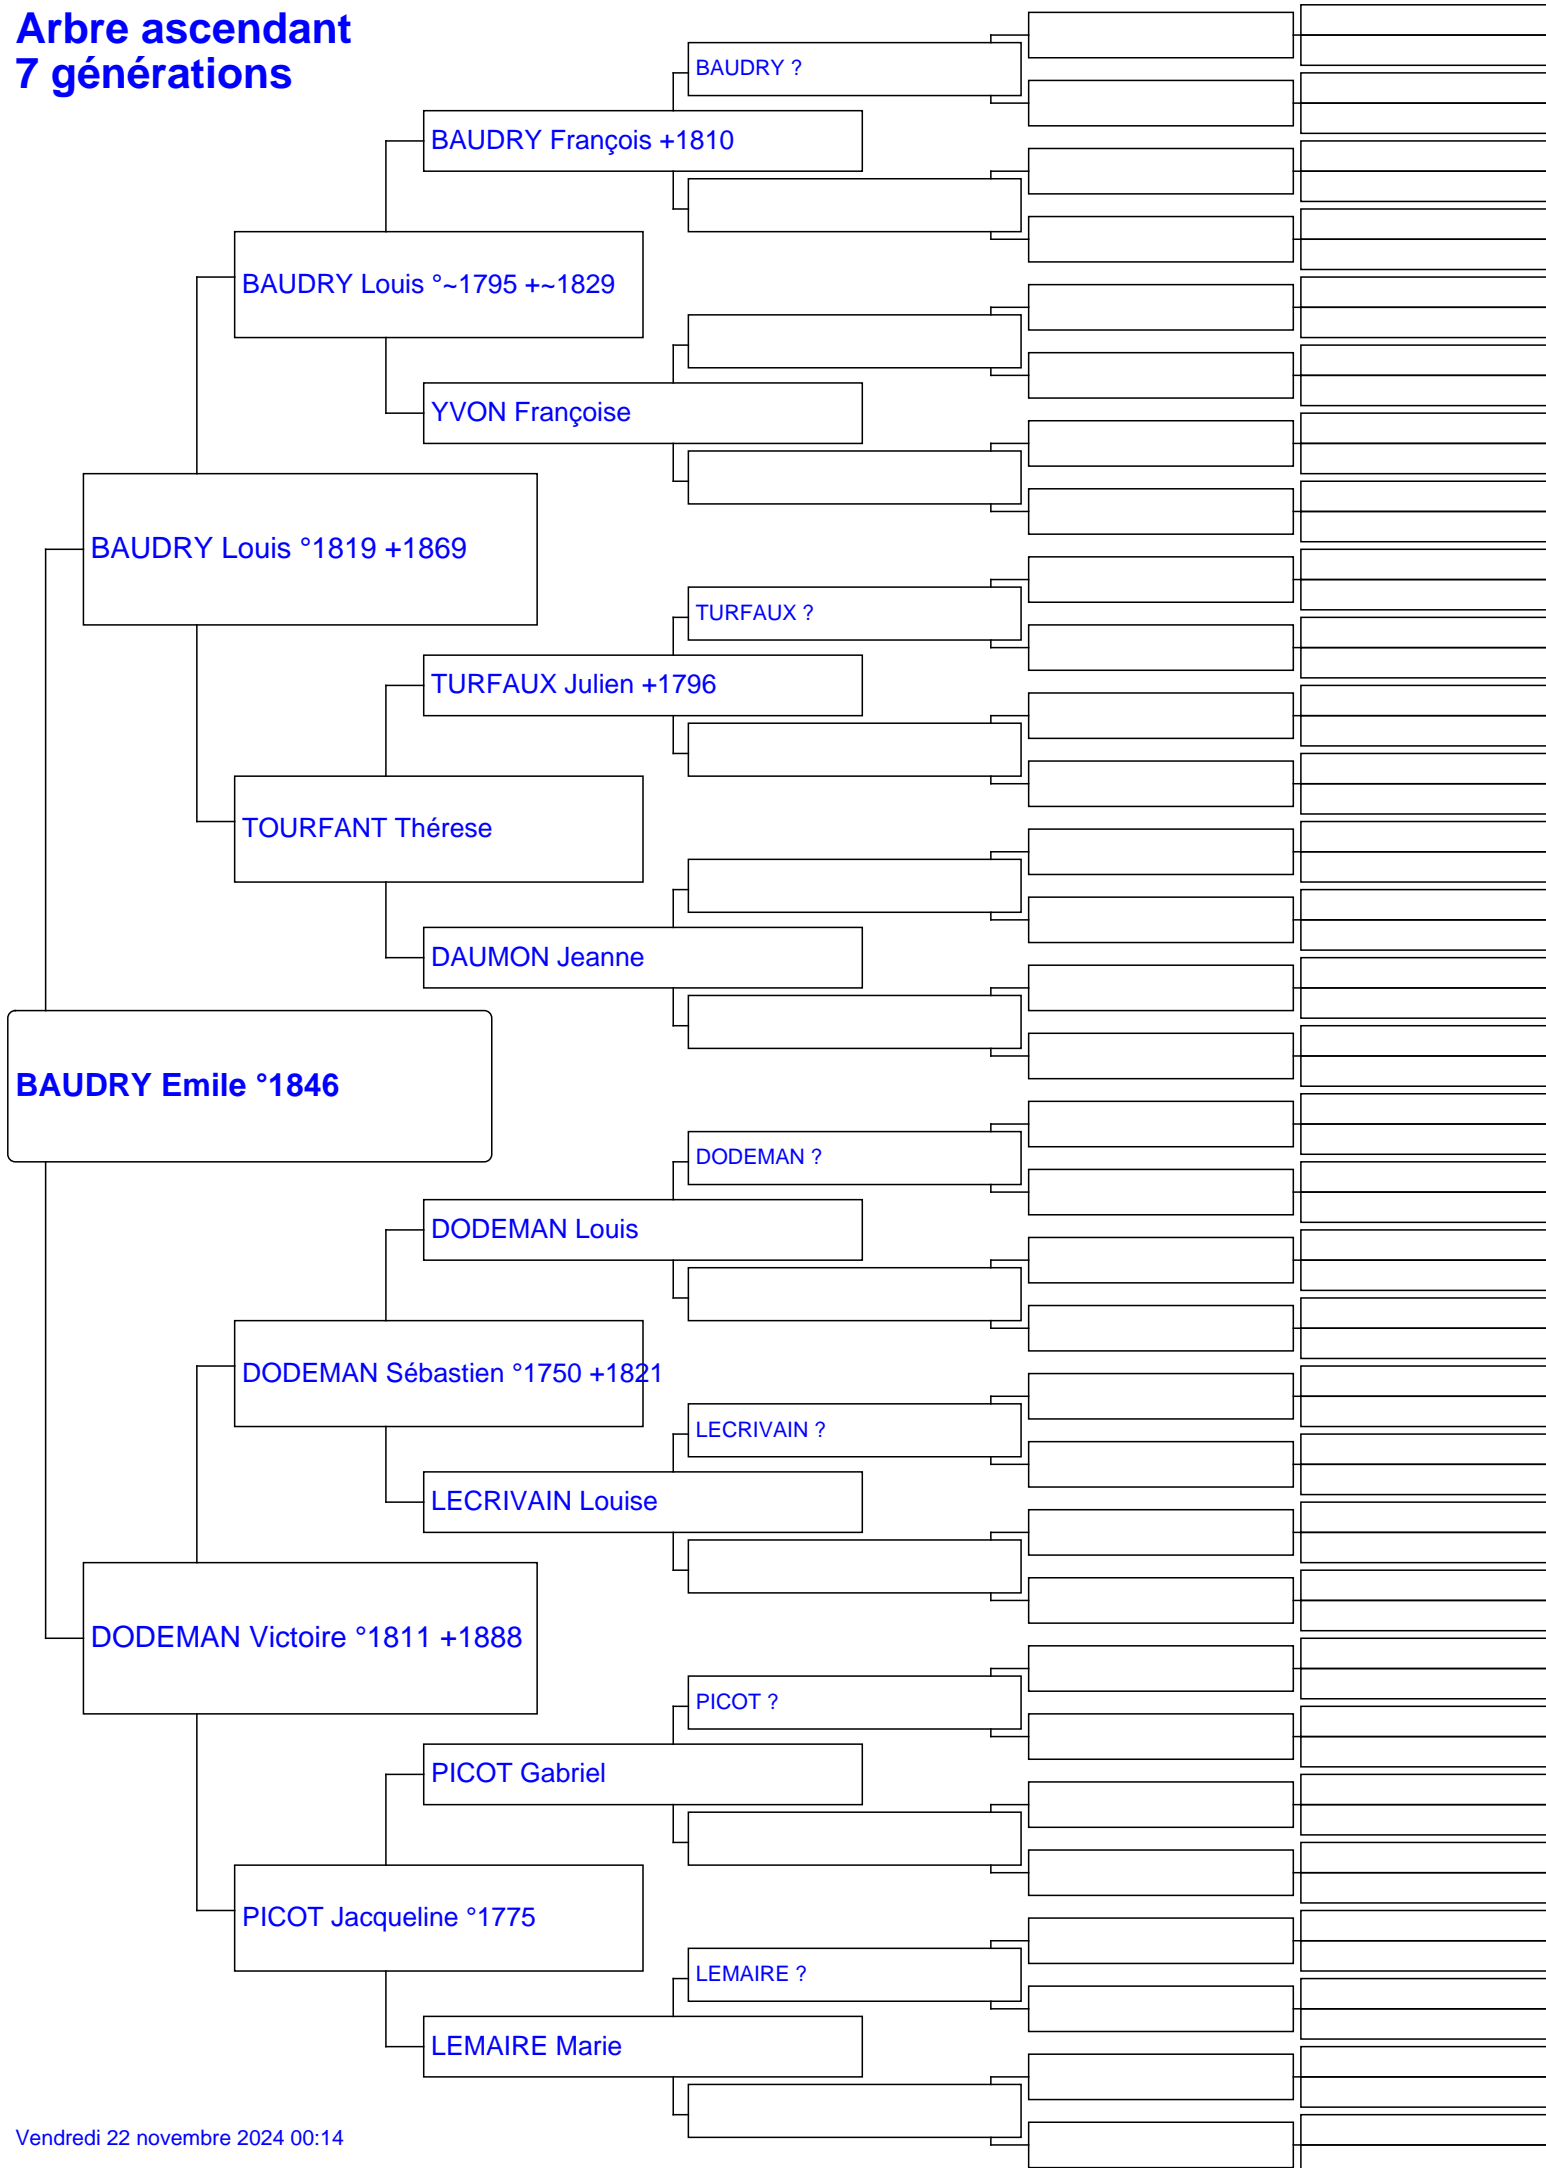 Arbre ascendant
7 générations
BAUDRY ?
BAUDRY François +1810
BAUDRY Louis °~1795 +~1829
YVON Françoise
BAUDRY Louis °1819 +1869
TURFAUX ?
TURFAUX Julien +1796
TOURFANT Thérese
DAUMON Jeanne
BAUDRY Emile °1846
DODEMAN ?
DODEMAN Louis
DODEMAN Sébastien °1750 +1821
LECRIVAIN ?
LECRIVAIN Louise
DODEMAN Victoire °1811 +1888
PICOT ?
PICOT Gabriel
PICOT Jacqueline °1775
LEMAIRE ?
LEMAIRE Marie
Vendredi 22 novembre 2024 00:14